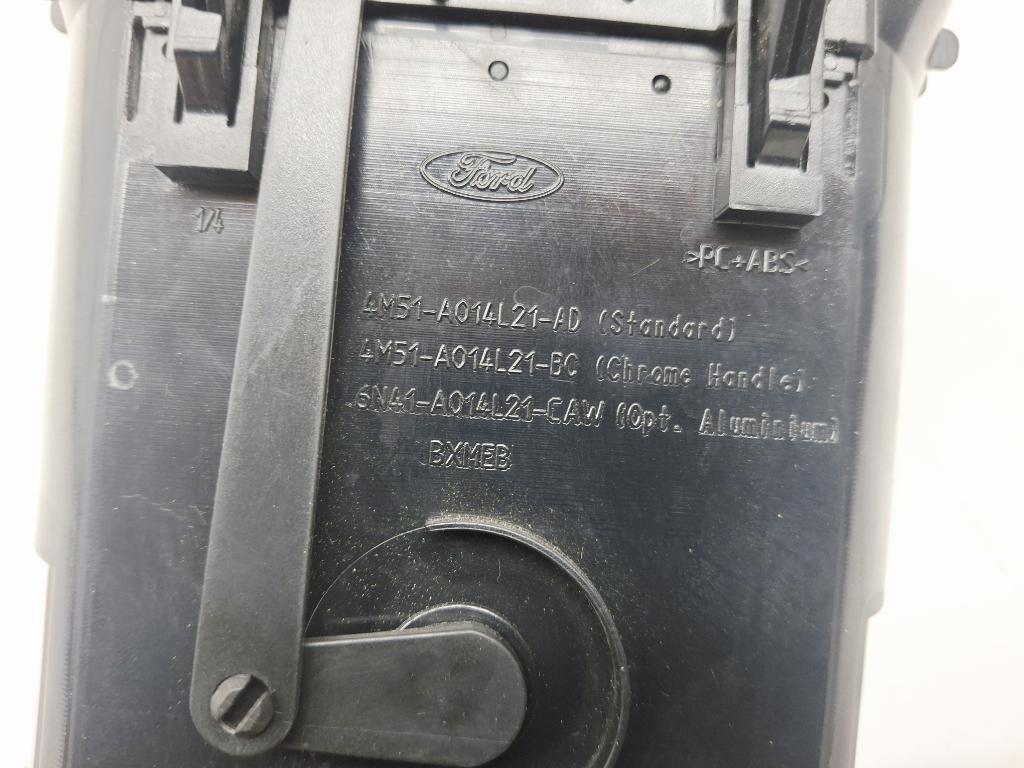 Ford
1/4
>PC+ABS<
4M51-A014L21-AD (Standard)
4M51-A014L21-BC (Chrome Handle)
6N41-A014L21-CAW (Opt. Aluminium)
BXMEB